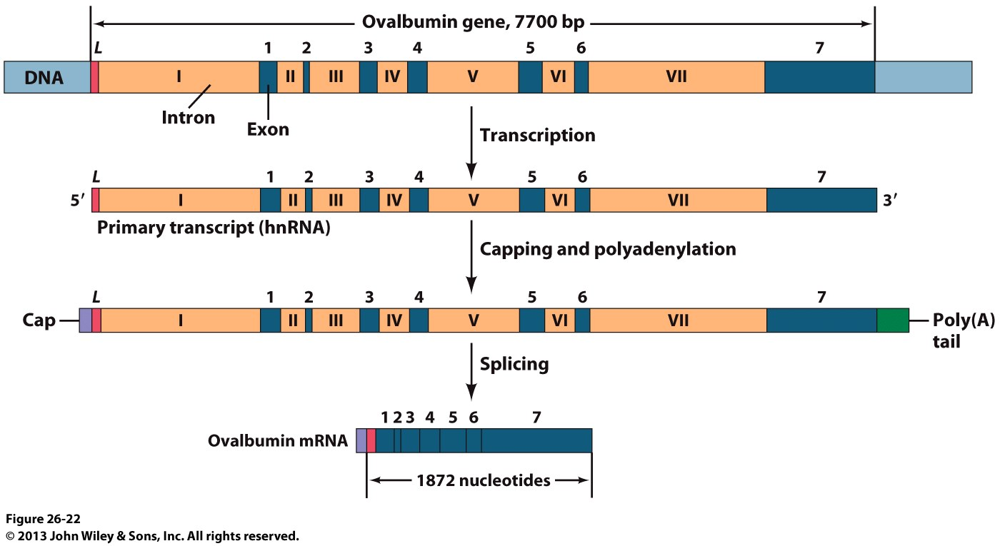 Ovalbumin gene, 7700 bp
L 1 2 3 4 5 6 7
DNA I II III IV V VI VII
Intron
Exon
Transcription
L 1 2 3 4 5 6 7
5′ I II III IV V VI VII 3′
Primary transcript (hnRNA)
Capping and polyadenylation
L 1 2 3 4 5 6 7
Cap I II III IV V VI VII Poly(A)
tail
Splicing
1 2 3 4 5 6 7
Ovalbumin mRNA
1872 nucleotides
Figure 26-22
© 2013 John Wiley & Sons, Inc. All rights reserved.